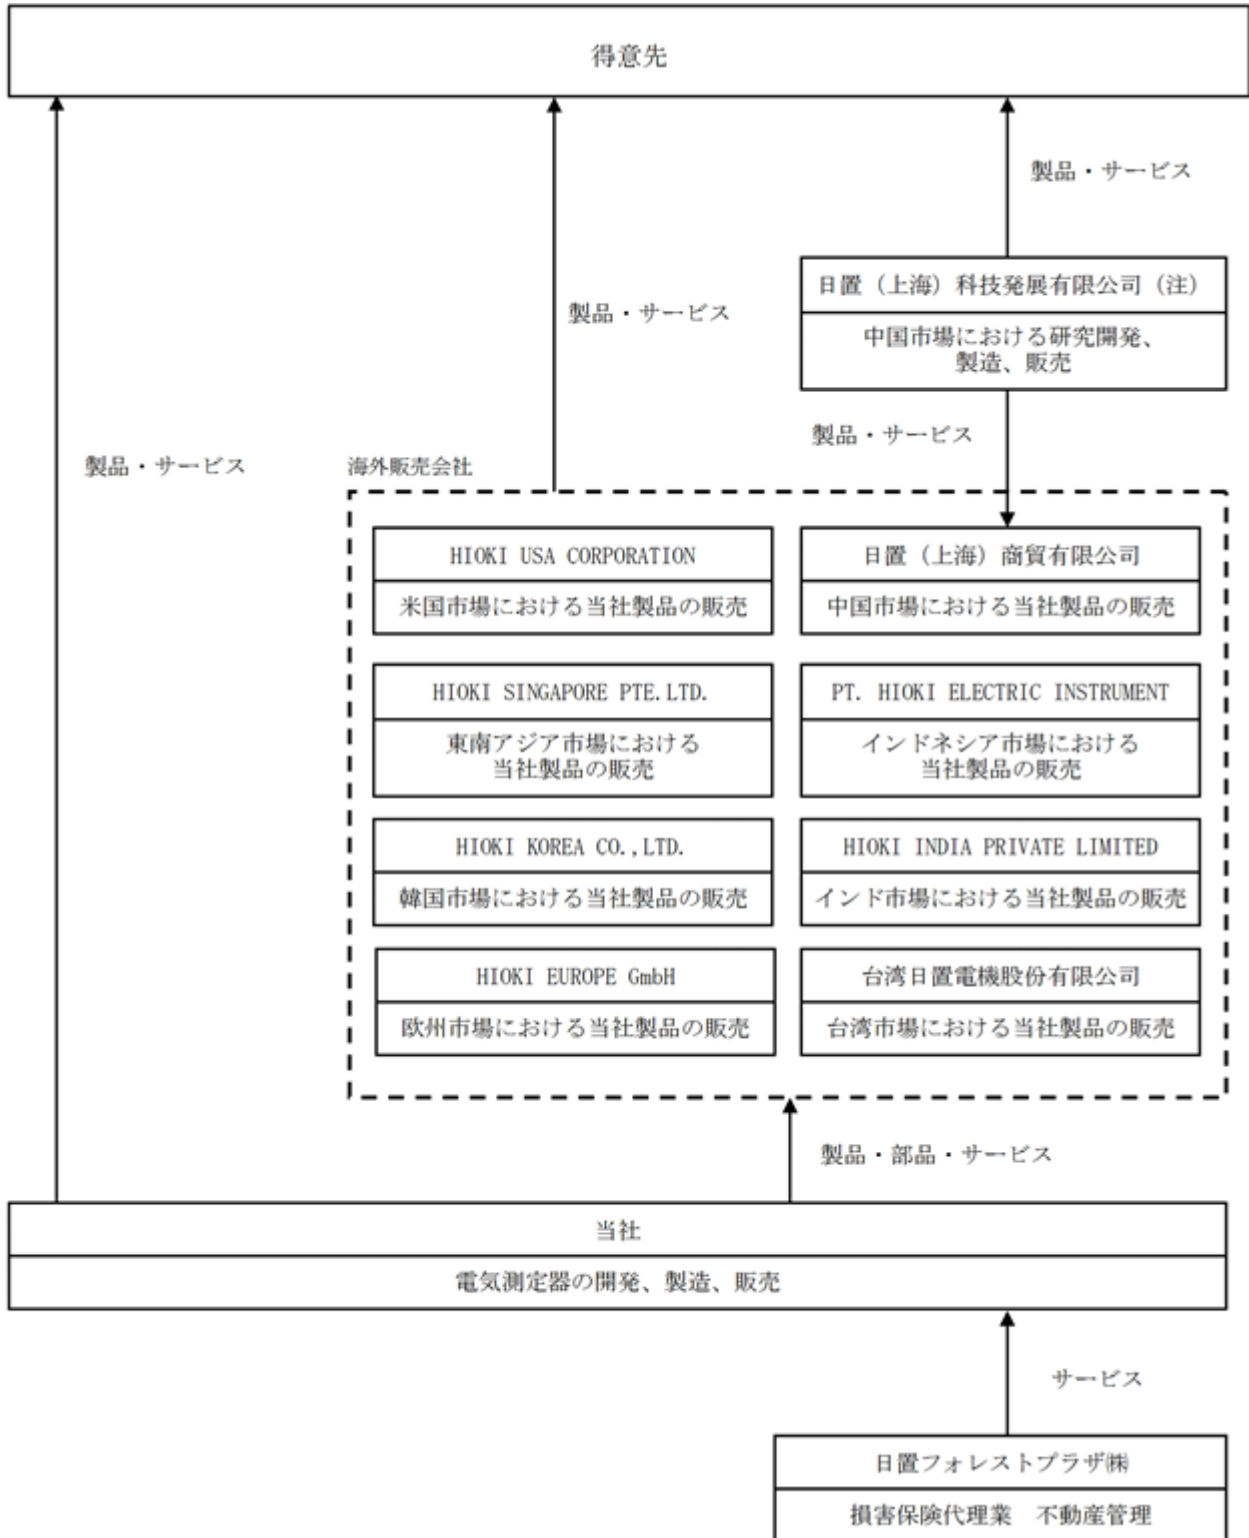 得意先
製品・サービス
日置（上海）科技発展有限公司（注）
中国市場における研究開発、
製造、販売
製品・サービス
製品・サービス
製品・サービス
海外販売会社
HIOKI USA CORPORATION
米国市場における当社製品の販売
日置（上海）商貿有限公司
中国市場における当社製品の販売
HIOKI SINGAPORE PTE.LTD.
東南アジア市場における
当社製品の販売
PT. HIOKI ELECTRIC INSTRUMENT
インドネシア市場における
当社製品の販売
HIOKI KOREA CO.,LTD.
韓国市場における当社製品の販売
HIOKI INDIA PRIVATE LIMITED
インド市場における当社製品の販売
HIOKI EUROPE GmbH
欧州市場における当社製品の販売
台湾日置電機股份有限公司
台湾市場における当社製品の販売
製品・部品・サービス
当社
電気測定器の開発、製造、販売
サービス
日置フォレストプラザ㈱
損害保険代理業　不動産管理